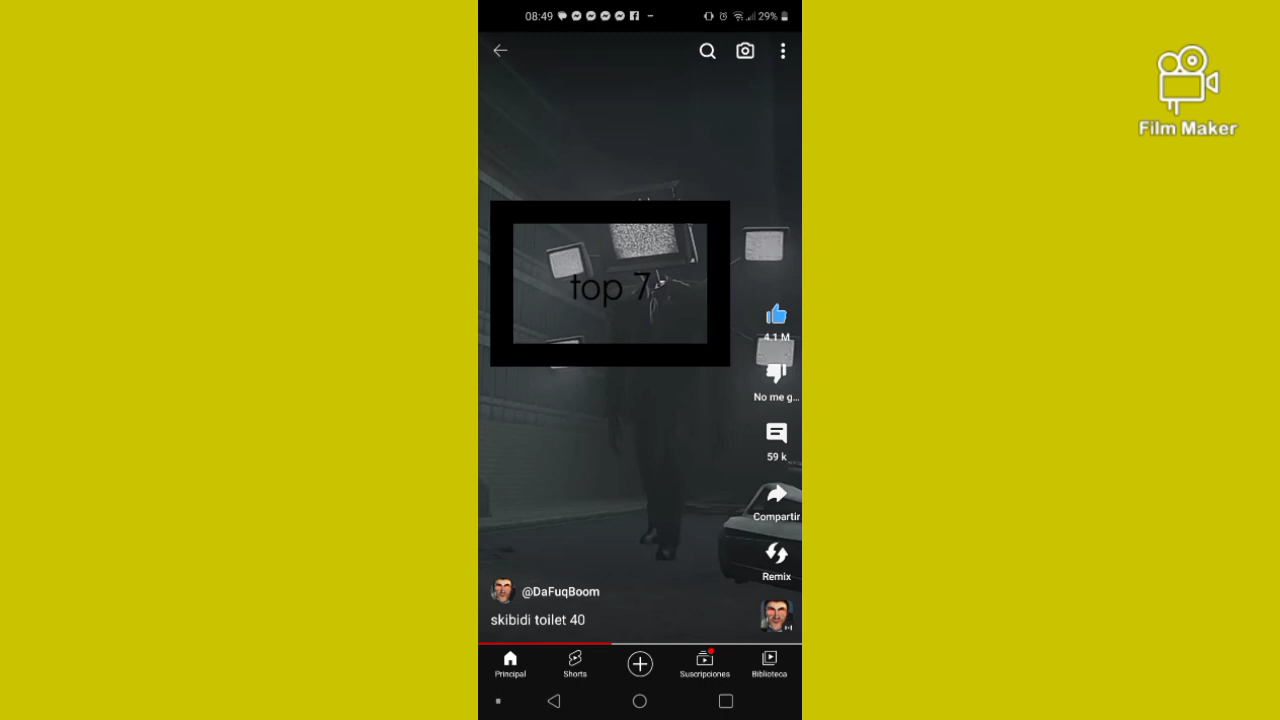 08:49
29%
Film Maker
top 7
4.1 M
No me g...
59 k
Compartir
Remix
@DaFuqBoom
skibidi toilet 40
Principal
Shorts
Suscripciones
Biblioteca